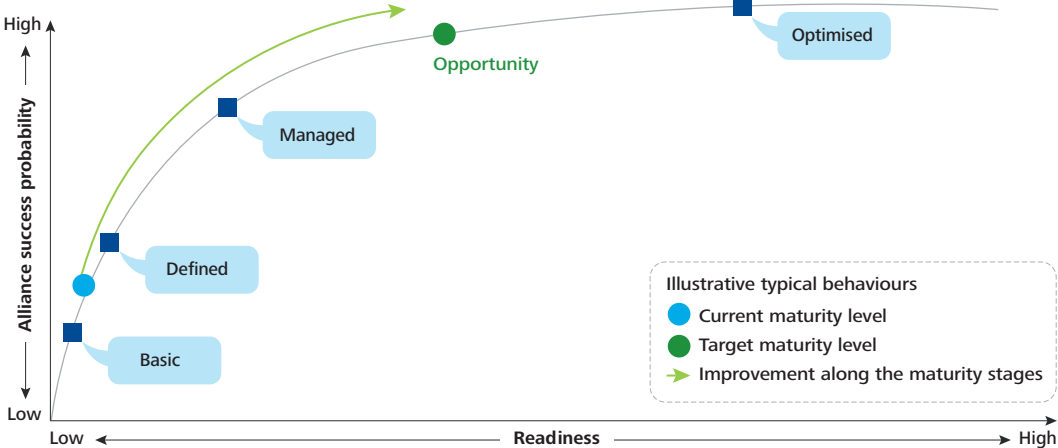 High
Optimised
Opportunity
Managed
Alliance success probability
Defined
Illustrative typical behaviours
Current maturity level
Basic
Target maturity level
Improvement along the maturity stages
Low
Low
Readiness
High